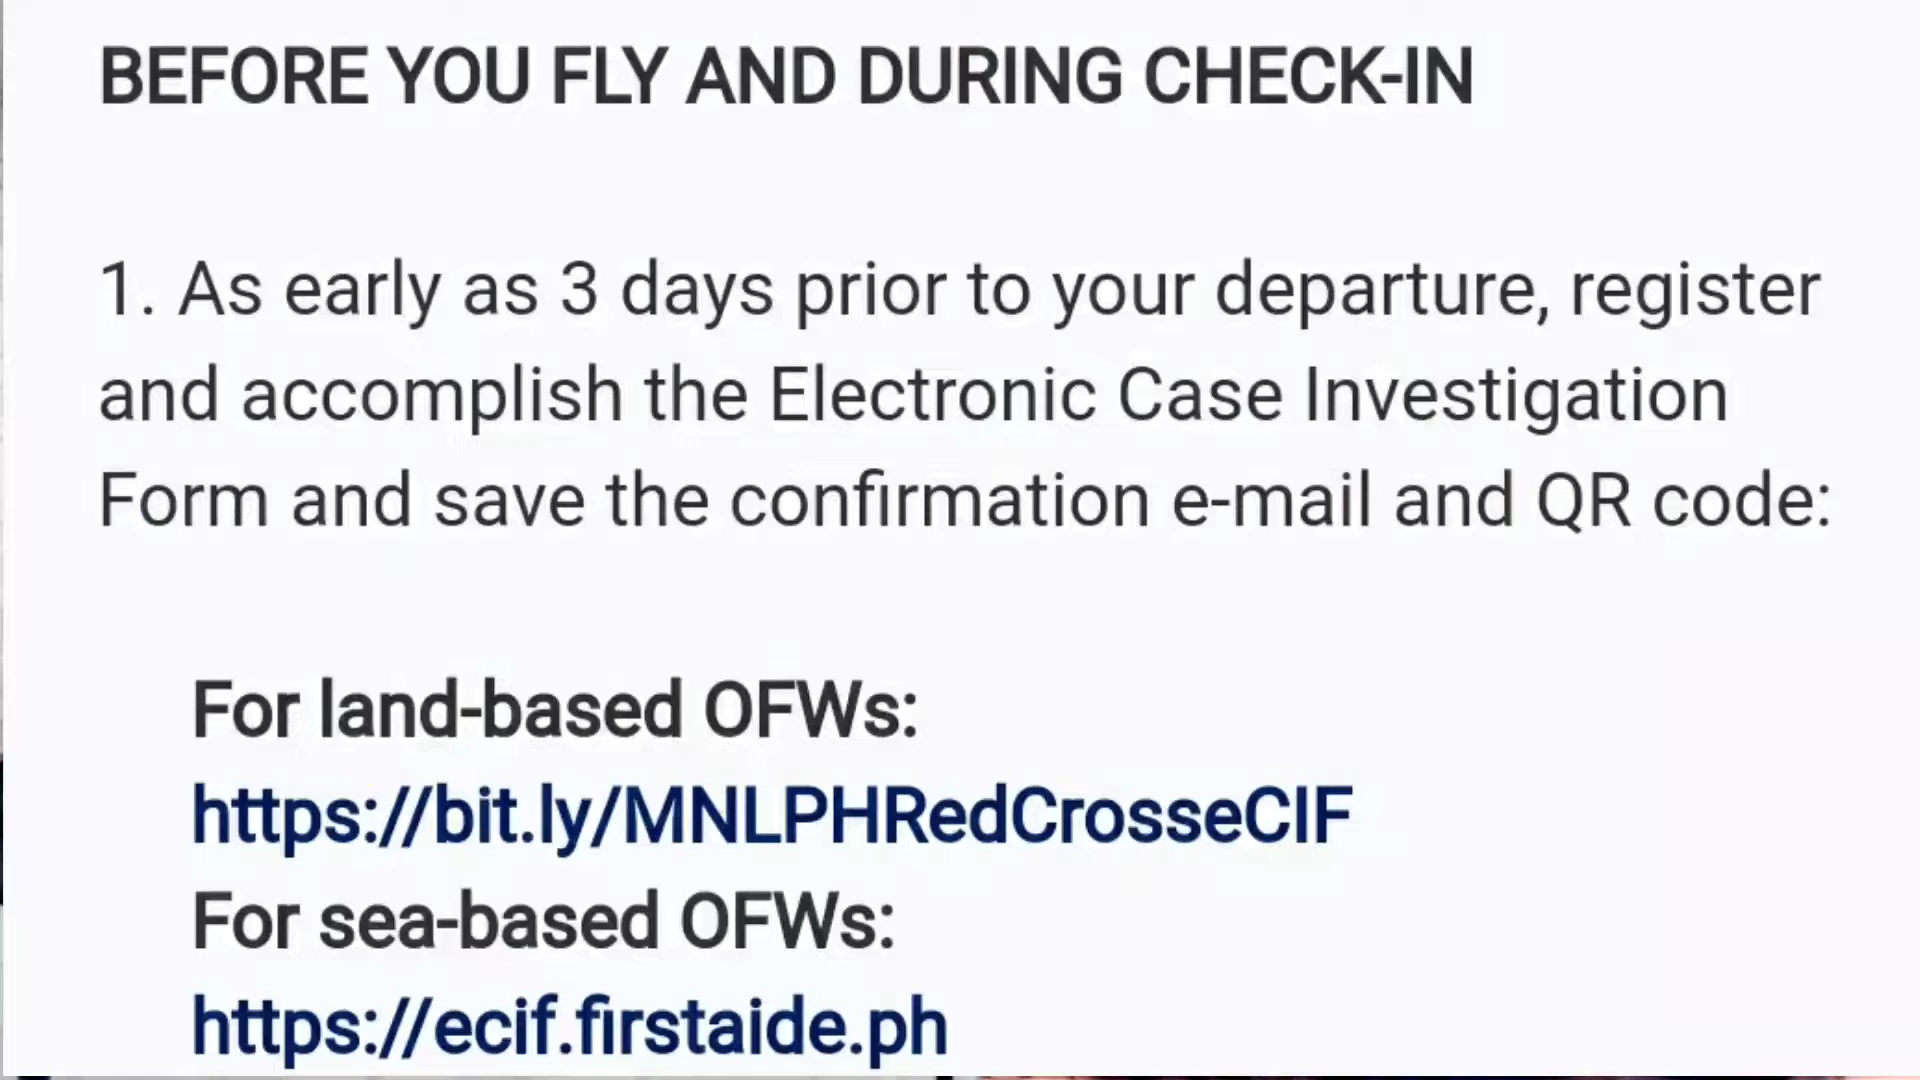 BEFORE YOU FLY AND DURING CHECK-IN
1. As early as 3 days prior to your departure, register
and accomplish the Electronic Case Investigation
Form and save the confirmation e-mail and QR code:
For land-based OFWs:
https://bit.ly/MNLPHRedCrosseCIF
For sea-based OFWs:
https://ecif.firstaide.ph